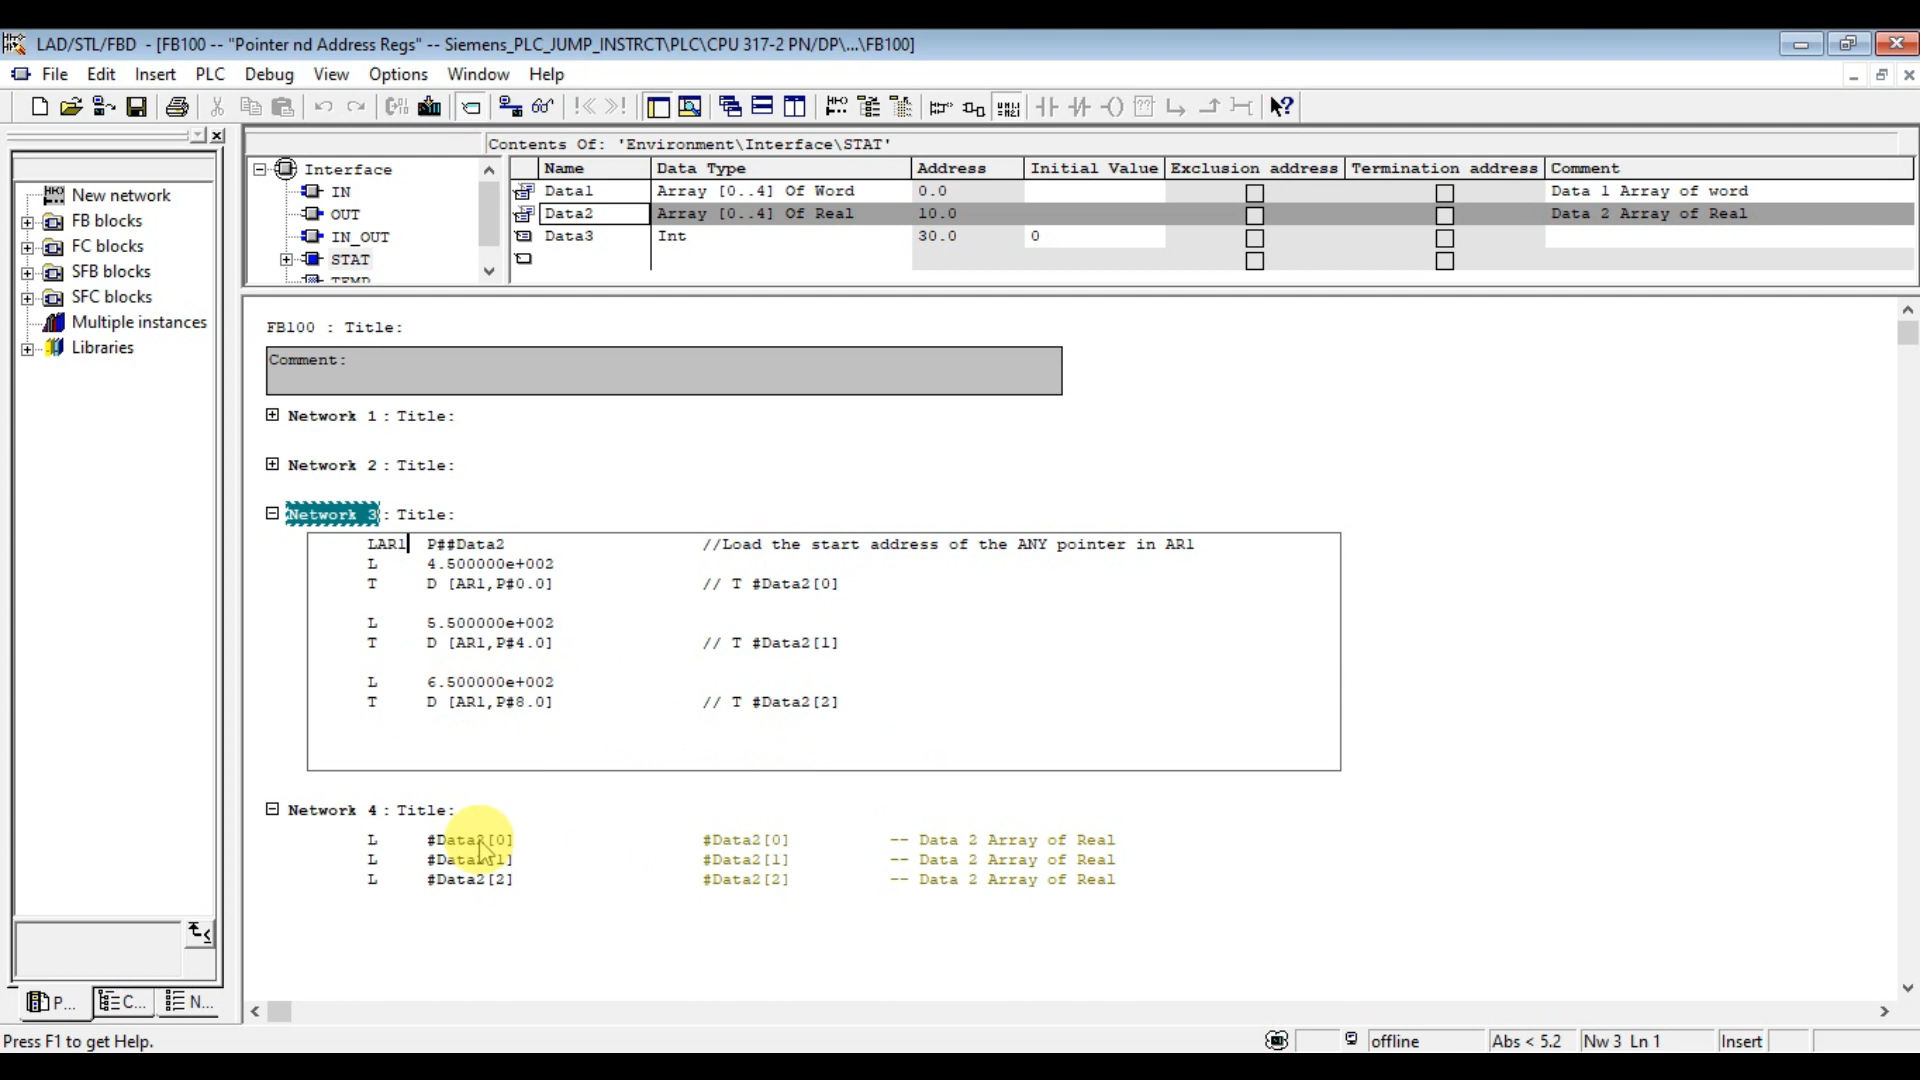 LAD/STL/FBD - [FB100 -- "Pointer nd Address Regs" -- Siemens_PLC_JUMP_INSTRCT\PLC\CPU 317-2 PN/DP\...\FB100]
File Edit Insert PLC Debug View Options Window Help
Contents Of: 'Environment\Interface\STAT'
Interface
IN
OUT
IN_OUT
STAT
TEMP
Name Data Type Address Initial Value Exclusion address Termination address Comment
Data1 Array [0..4] Of Word 0.0 Data 1 Array of word
Data2 Array [0..4] Of Real 10.0 Data 2 Array of Real
Data3 Int 30.0 0
New network
FB blocks
FC blocks
SFB blocks
SFC blocks
Multiple instances
Libraries
FB100 : Title:
Comment:
Network 1 : Title:
Network 2 : Title:
Network 3 : Title:
LAR1 P##Data2 //Load the start address of the ANY pointer in AR1
L 4.500000e+002
T D [AR1,P#0.0] // T #Data2[0]
L 5.500000e+002
T D [AR1,P#4.0] // T #Data2[1]
L 6.500000e+002
T D [AR1,P#8.0] // T #Data2[2]
Network 4 : Title:
L #Data2[0] #Data2[0] -- Data 2 Array of Real
L #Data2[1] #Data2[1] -- Data 2 Array of Real
L #Data2[2] #Data2[2] -- Data 2 Array of Real
P... C... N...
Press F1 to get Help.
offline Abs < 5.2 Nw 3 Ln 1 Insert